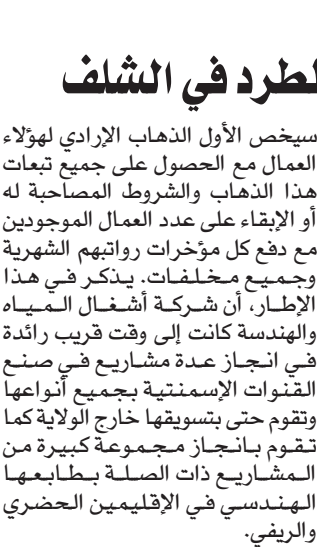 لطرد في الشلف
سيخص الأول الذهاب الإرادي لهؤلاء
العمال مع الحصول على جميع تبعات
هذا الذهاب والشروط المصاحبة له
أو الإبقاء على عدد العمال الموجودين
مع دفع كل مؤخرات رواتبهم الشهرية
وجميع مخلفات. يذكر في هذا
الإطار، أن شركة أشغال المياه
والهندسة كانت إلى وقت قريب رائدة
في انجاز عدة مشاريع في صنع
القنوات الإسمنتية بجميع أنواعها
وتقوم حتى بتسويقها خارج الولاية كما
تقوم بانجاز مجموعة كبيرة من
المشاريع ذات الصلة بطابعها
الهندسي في الإقليمين الحضري
والريفي.